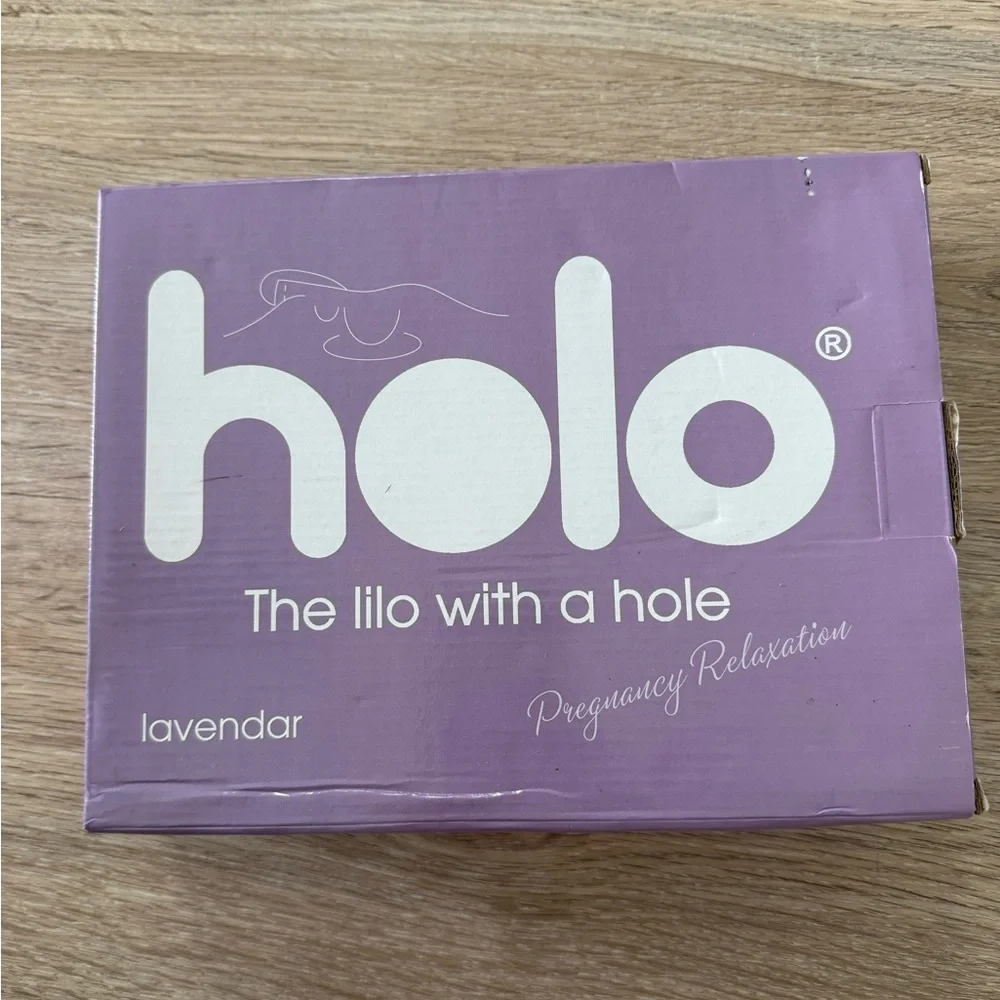 holo®
The lilo with a hole
Pregnancy Relaxation
lavendar